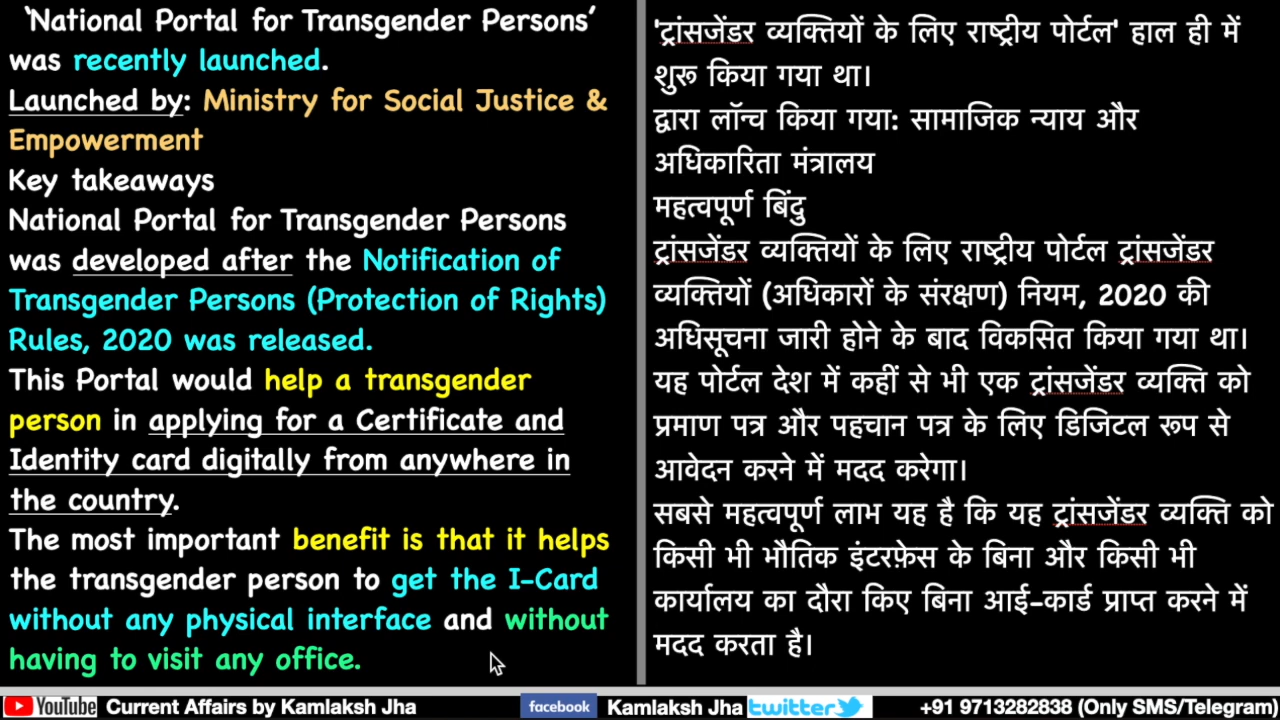 ‘National Portal for Transgender Persons’
was recently launched.
Launched by: Ministry for Social Justice &
Empowerment
Key takeaways
National Portal for Transgender Persons
was developed after the Notification of
Transgender Persons (Protection of Rights)
Rules, 2020 was released.
This Portal would help a transgender
person in applying for a Certificate and
Identity card digitally from anywhere in
the country.
The most important benefit is that it helps
the transgender person to get the I-Card
without any physical interface and without
having to visit any office.
'ट्रांसजेंडर व्यक्तियों के लिए राष्ट्रीय पोर्टल' हाल ही में
शुरू किया गया था।
द्वारा लॉन्च किया गया: सामाजिक न्याय और
अधिकारिता मंत्रालय
महत्वपूर्ण बिंदु
ट्रांसजेंडर व्यक्तियों के लिए राष्ट्रीय पोर्टल ट्रांसजेंडर
व्यक्तियों (अधिकारों के संरक्षण) नियम, 2020 की
अधिसूचना जारी होने के बाद विकसित किया गया था।
यह पोर्टल देश में कहीं से भी एक ट्रांसजेंडर व्यक्ति को
प्रमाण पत्र और पहचान पत्र के लिए डिजिटल रूप से
आवेदन करने में मदद करेगा।
सबसे महत्वपूर्ण लाभ यह है कि यह ट्रांसजेंडर व्यक्ति को
किसी भी भौतिक इंटरफ़ेस के बिना और किसी भी
कार्यालय का दौरा किए बिना आई-कार्ड प्राप्त करने में
मदद करता है।
YouTube Current Affairs by Kamlaksh Jha facebook Kamlaksh Jha twitter +91 9713282838 (Only SMS/Telegram)